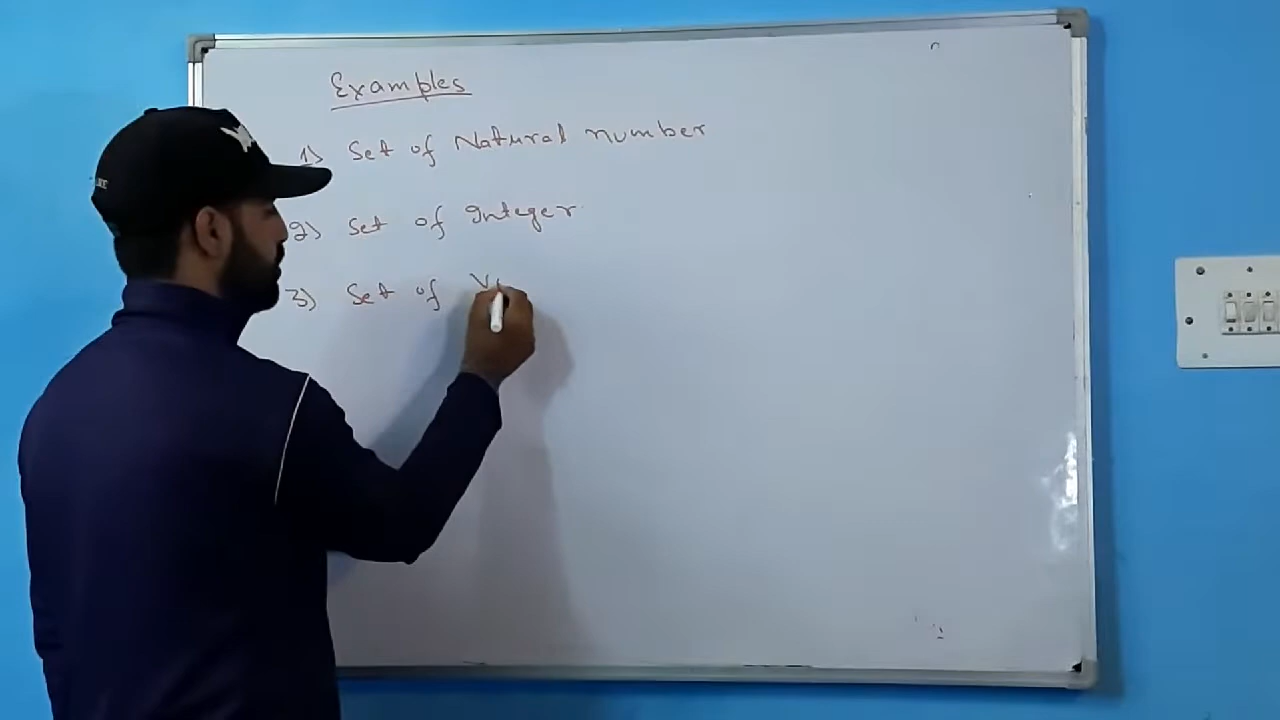 Examples
1) Set of Natural number
2) Set of Integer
3) Set of V